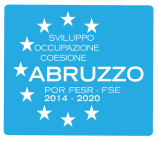 SVILUPPO
OCCUPAZIONE
COESIONE
ABRUZZO
POR FESR - FSE
2014 - 2020